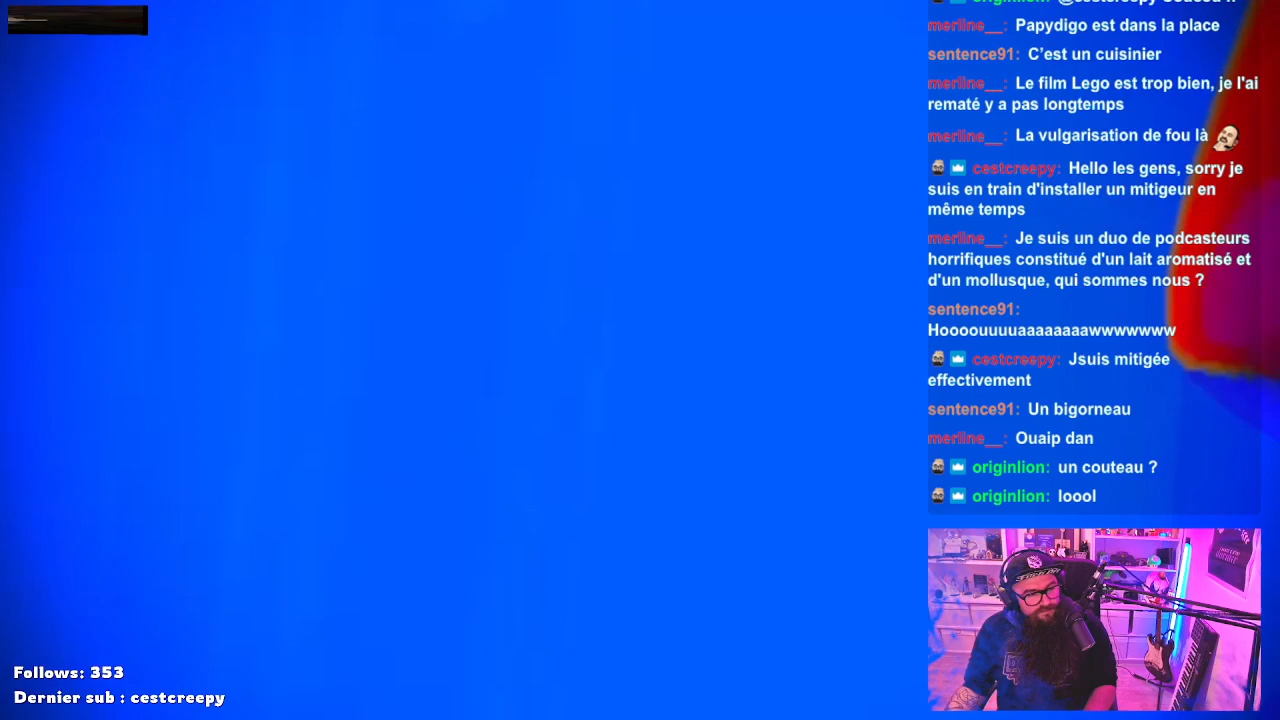 merline__: Papydigo est dans la place
sentence91: C'est un cuisinier
merline__: Le film Lego est trop bien, je l'ai
rematé y a pas longtemps
merline__: La vulgarisation de fou là
cestcreepy: Hello les gens, sorry je
suis en train d'installer un mitigeur en
même temps
merline__: Je suis un duo de podcasteurs
horrifiques constitué d'un lait aromatisé et
d'un mollusque, qui sommes nous ?
sentence91:
Hoooouuuuaaaaaaaawwwwwww
cestcreepy: Jsuis mitigée
effectivement
sentence91: Un bigorneau
merline__: Ouaip dan
originlion: un couteau ?
originlion: loool
Follows: 353
Dernier sub : cestcreepy